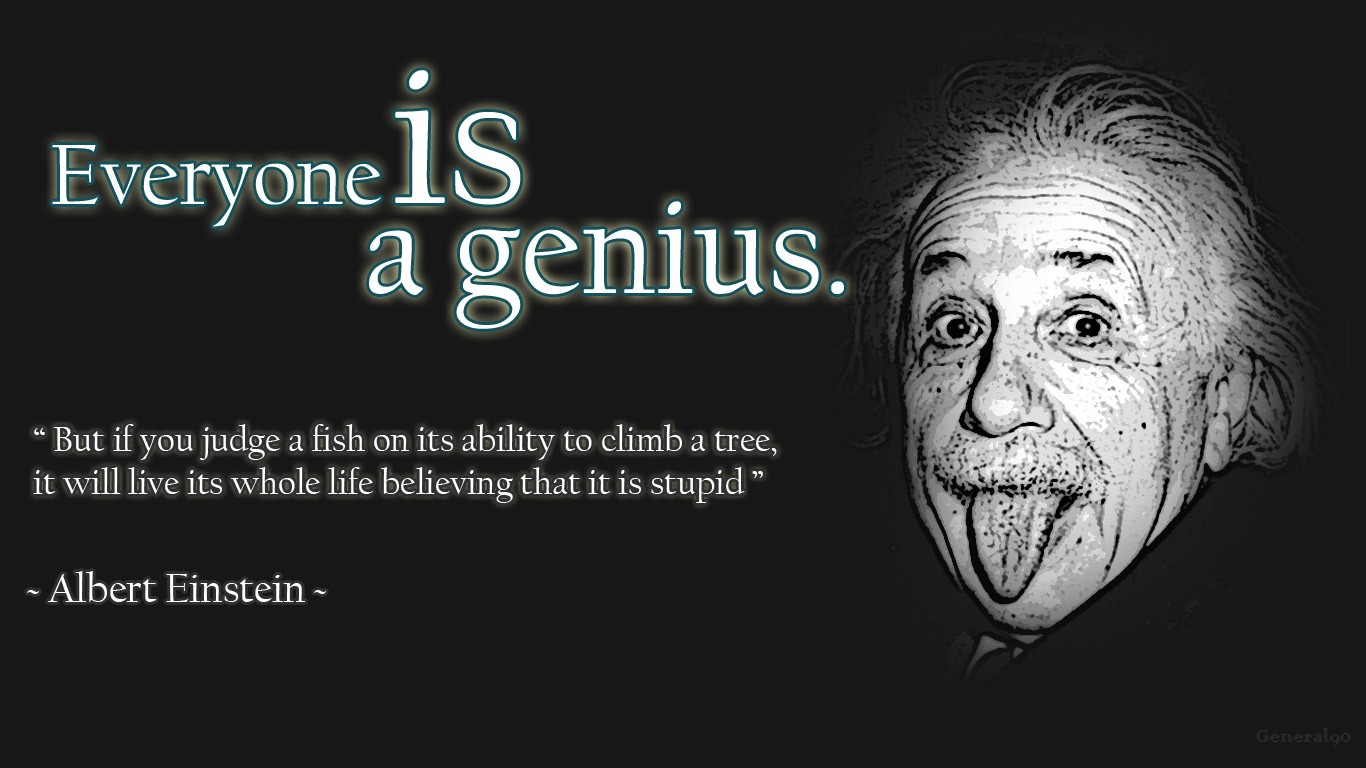 Everyone is
a genius.
“ But if you judge a fish on its ability to climb a tree,
it will live its whole life believing that it is stupid ”
~ Albert Einstein ~
General90